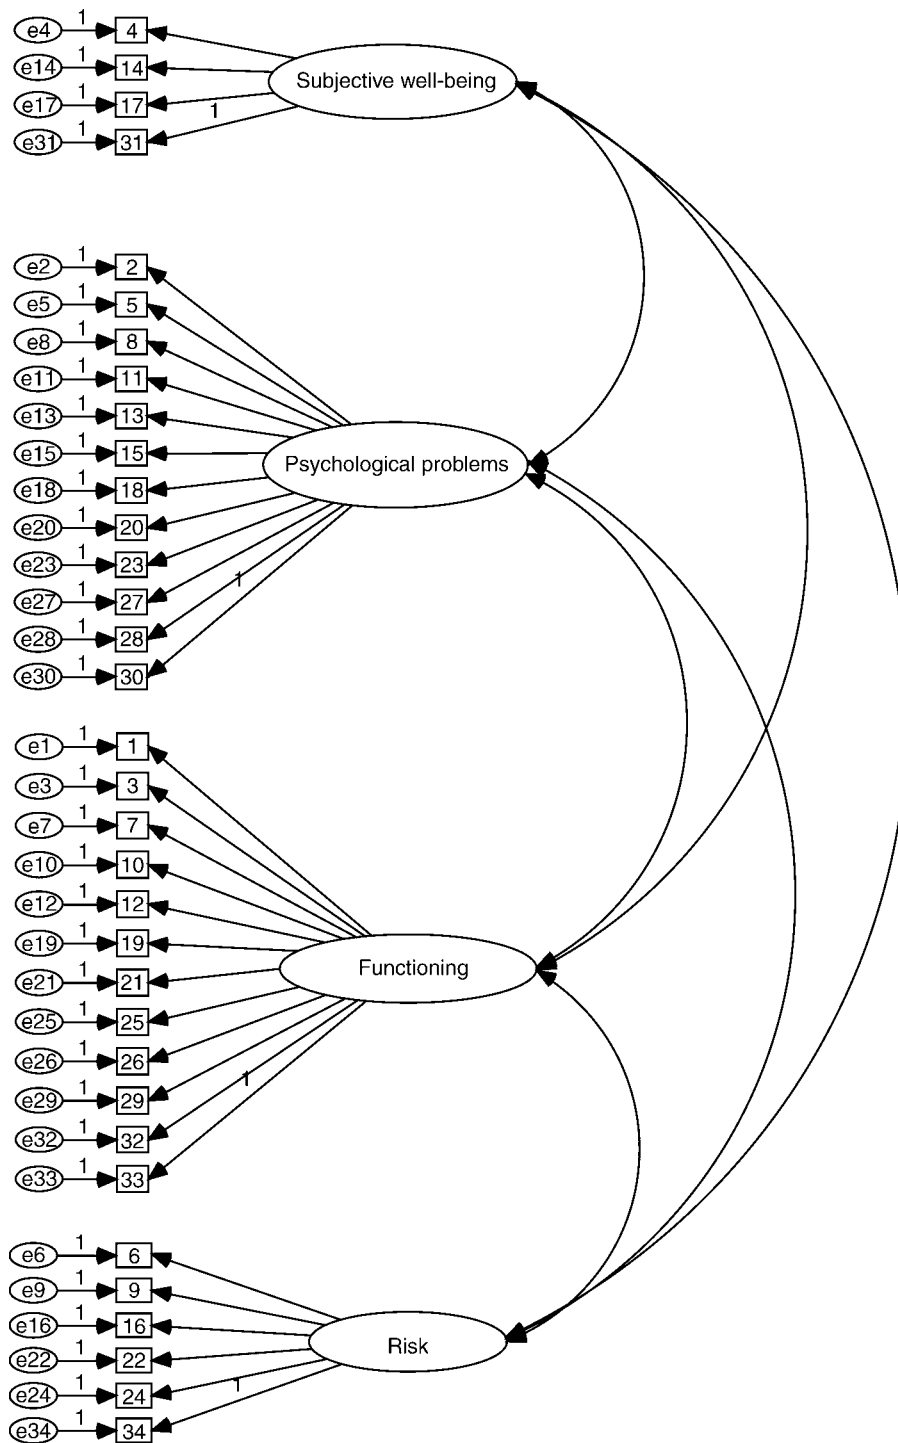 1
e4 4
1
e14 14
Subjective well-being
1
e17 17
1
1
e31 31
1
e2 2
1
e5 5
1
e8 8
1
e11 11
1
e13 13
1
e15 15
Psychological problems
1
e18 18
1
e20 20
1
e23 23
1
1
e27 27
1
e28 28
1
e30 30
1
e1 1
1
e3 3
1
e7 7
1
e10 10
1
e12 12
1
e19 19
Functioning
1
e21 21
1
e25 25
1
e26 26
1
1
e29 29
1
e32 32
1
e33 33
1
e6 6
1
e9 9
1
e16 16
Risk
1
e22 22
1
1
e24 24
1
e34 34